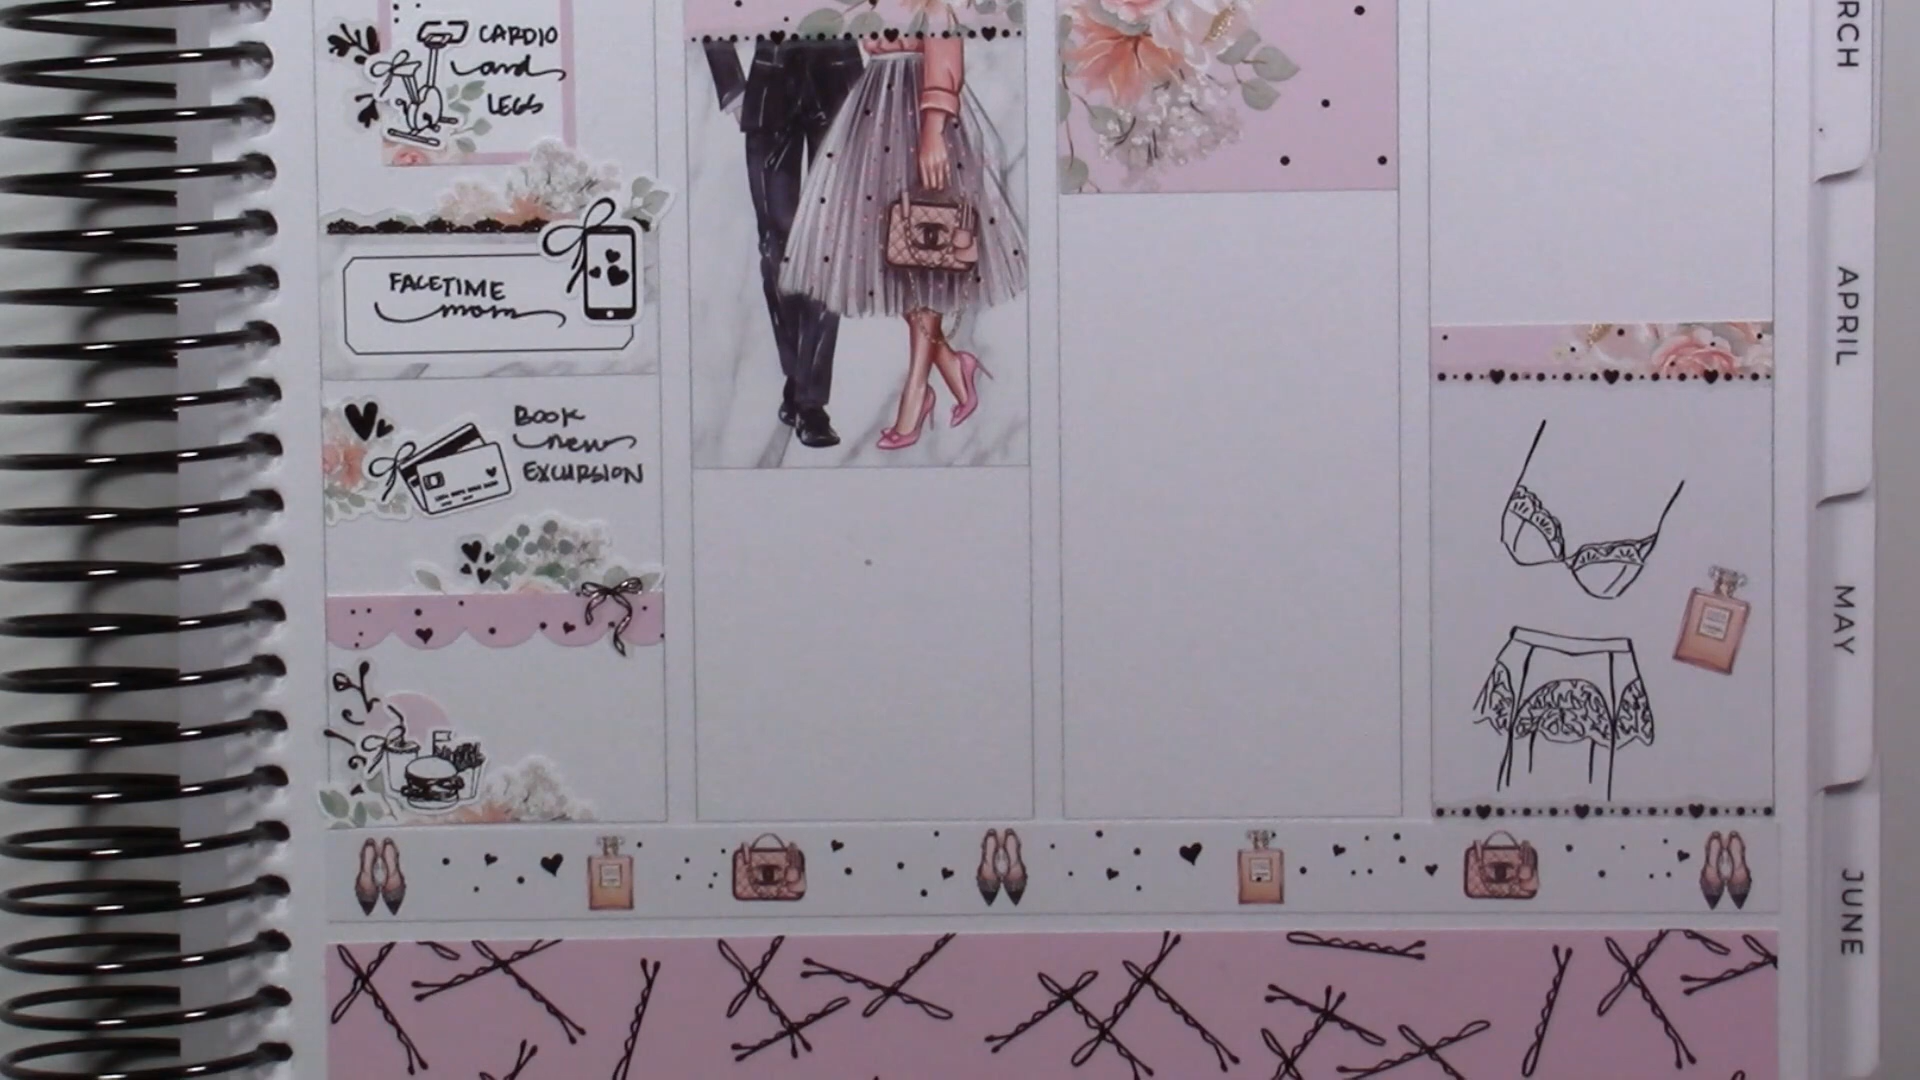 CARDIO
and
LEGS
FACETIME
mom
BOOK
new
EXCURSION
RCH
APRIL
MAY
JUNE